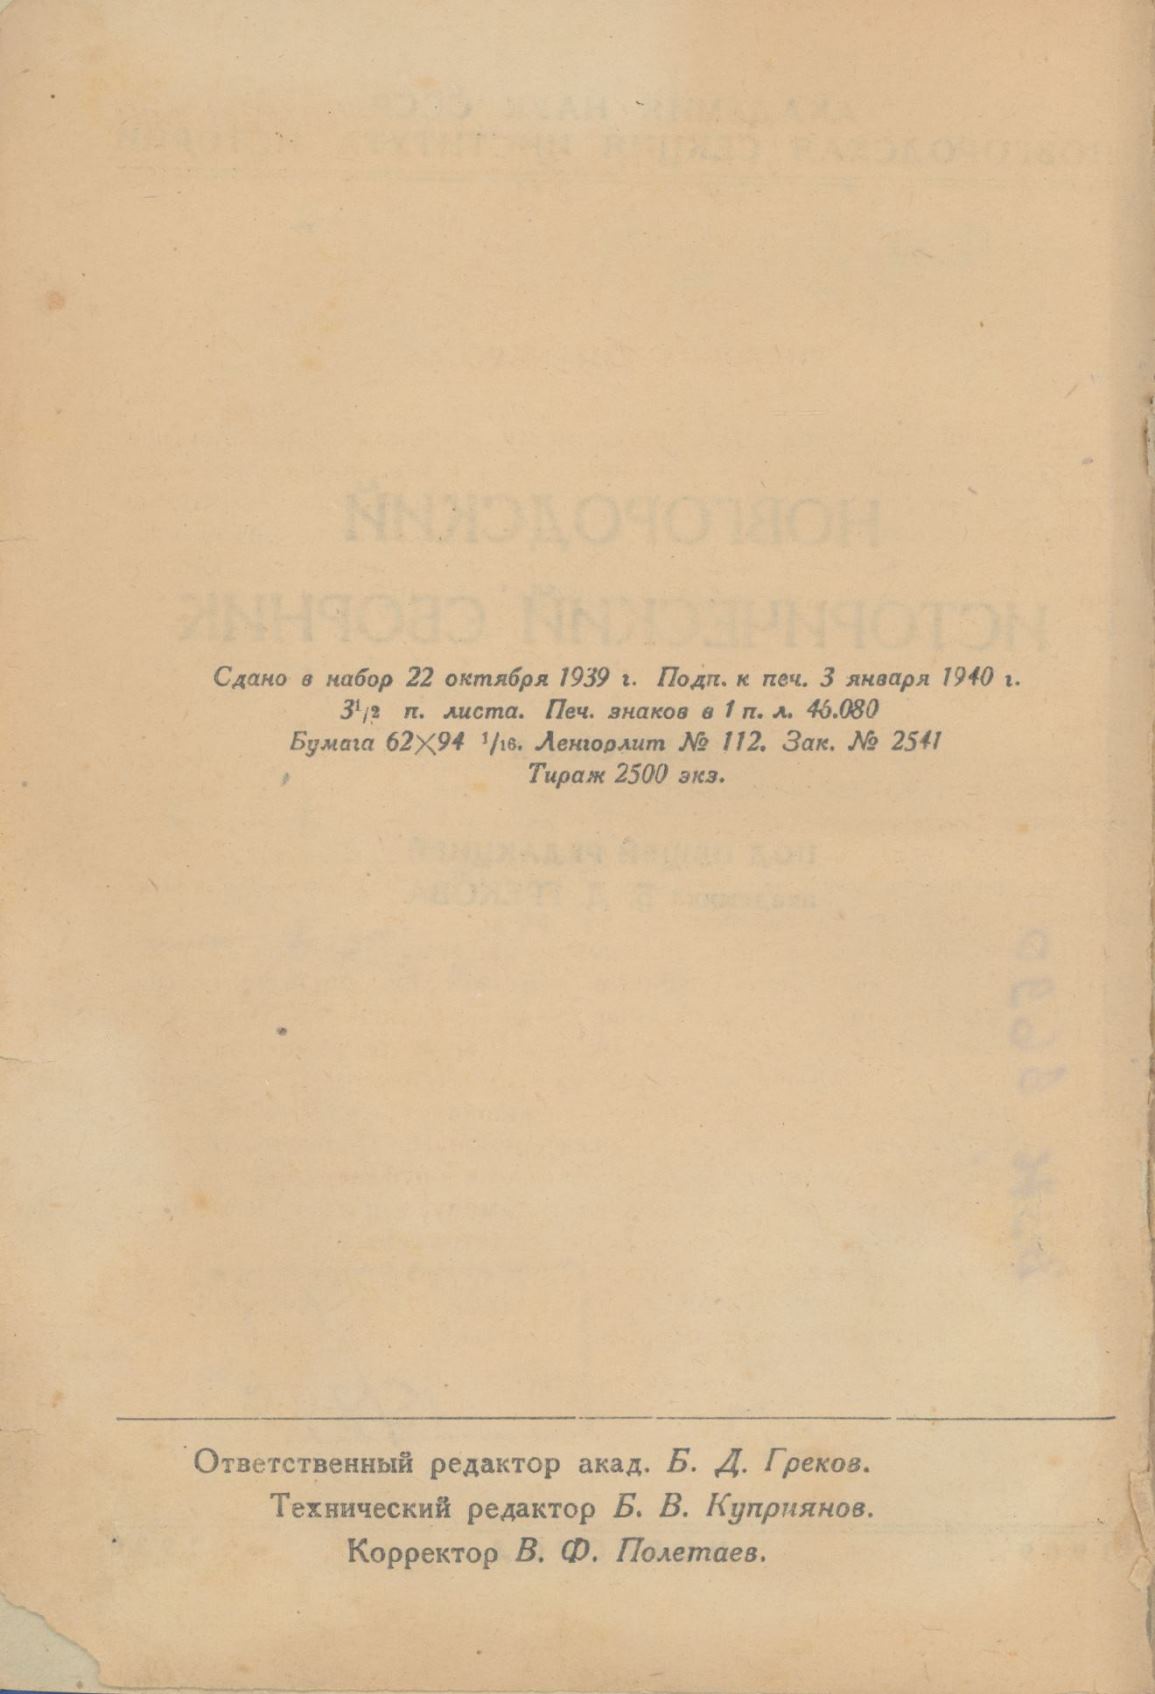 Сдано в набор 22 октября 1939 г. Подп. к печ. 3 января 1940 г.
3¹/₂ п. листа. Печ. знаков в 1 п. л. 46.080
Бумага 62×94 ¹/₁₆. Ленгорлит № 112. Зак. № 2541
Тираж 2500 экз.
Ответственный редактор акад. Б. Д. Греков.
Технический редактор Б. В. Куприянов.
Корректор В. Ф. Полетаев.